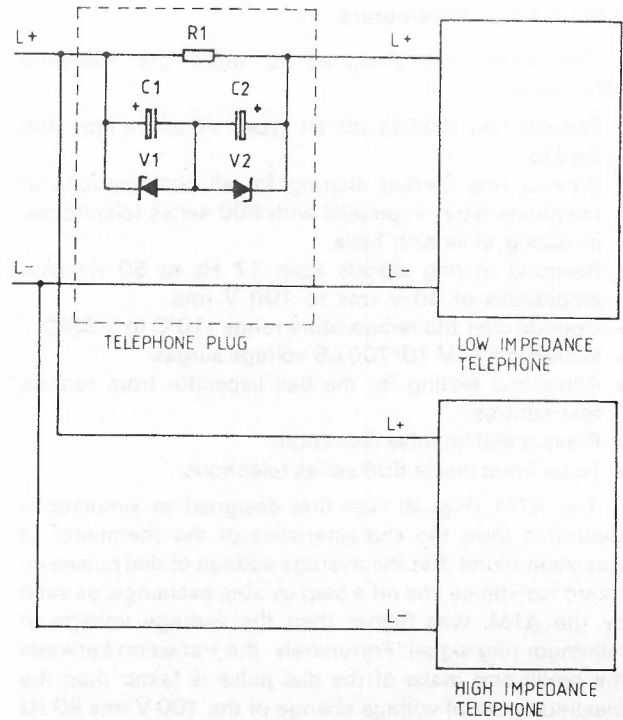 L+
R1
L+
C1
C2
+
+
V1
V2
L-
L-
TELEPHONE PLUG
LOW IMPEDANCE
TELEPHONE
L+
L-
HIGH IMPEDANCE
TELEPHONE